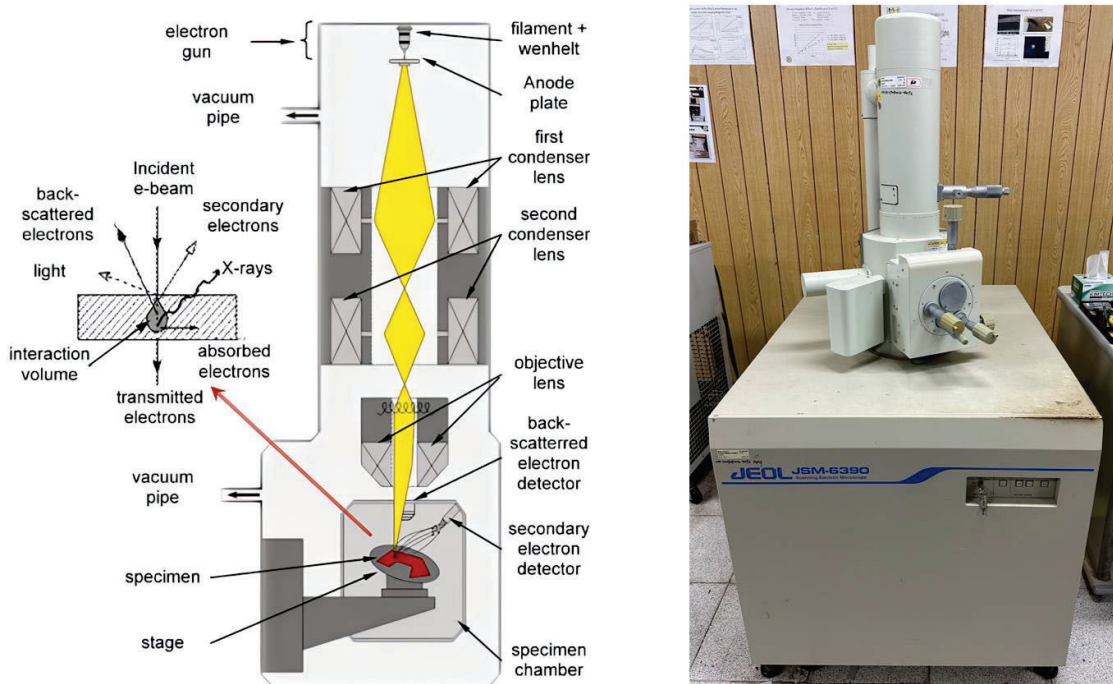 electron
gun
filament +
wenhelt
Anode
plate
vacuum
pipe
first
condenser
lens
Incident
e-beam
back-
scattered
electrons
secondary
electrons
second
condenser
lens
light
X-rays
interaction
volume
absorbed
electrons
transmitted
electrons
objective
lens
back-
scatterred
electron
detector
vacuum
pipe
secondary
electron
detector
specimen
stage
specimen
chamber
JEOL JSM-6390
Scanning Electron Microscope